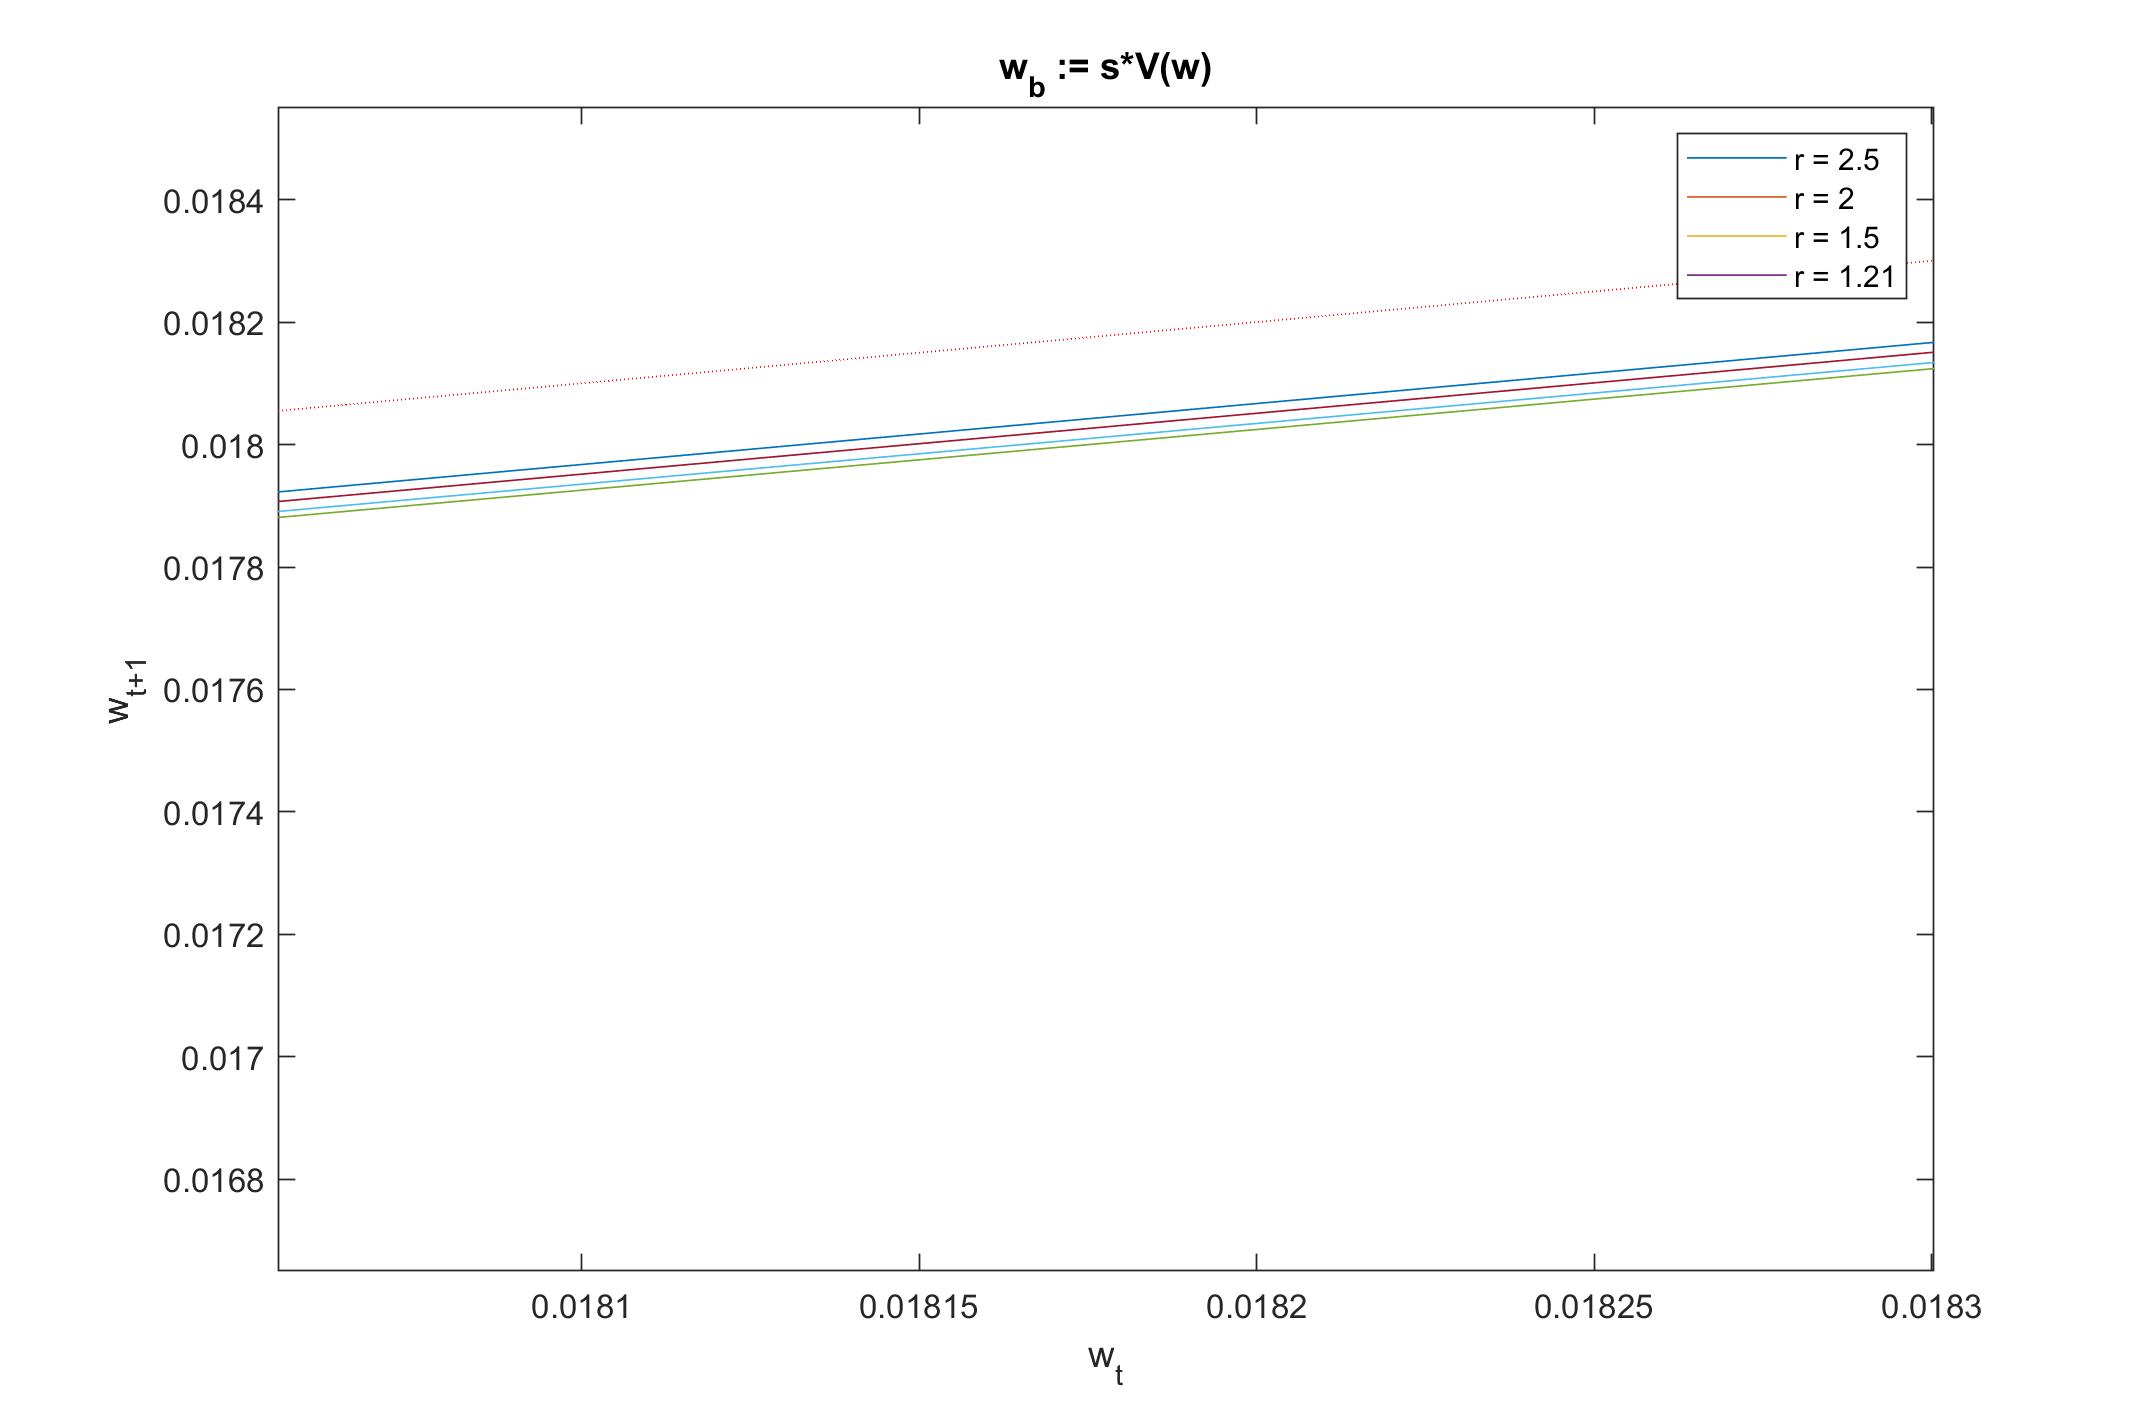 w_b := s*V(w)
r = 2.5
r = 2
r = 1.5
r = 1.21
0.0184
0.0182
0.018
0.0178
0.0176
0.0174
0.0172
0.017
0.0168
w_t+1
0.0181 0.01815 0.0182 0.01825 0.0183
w_t